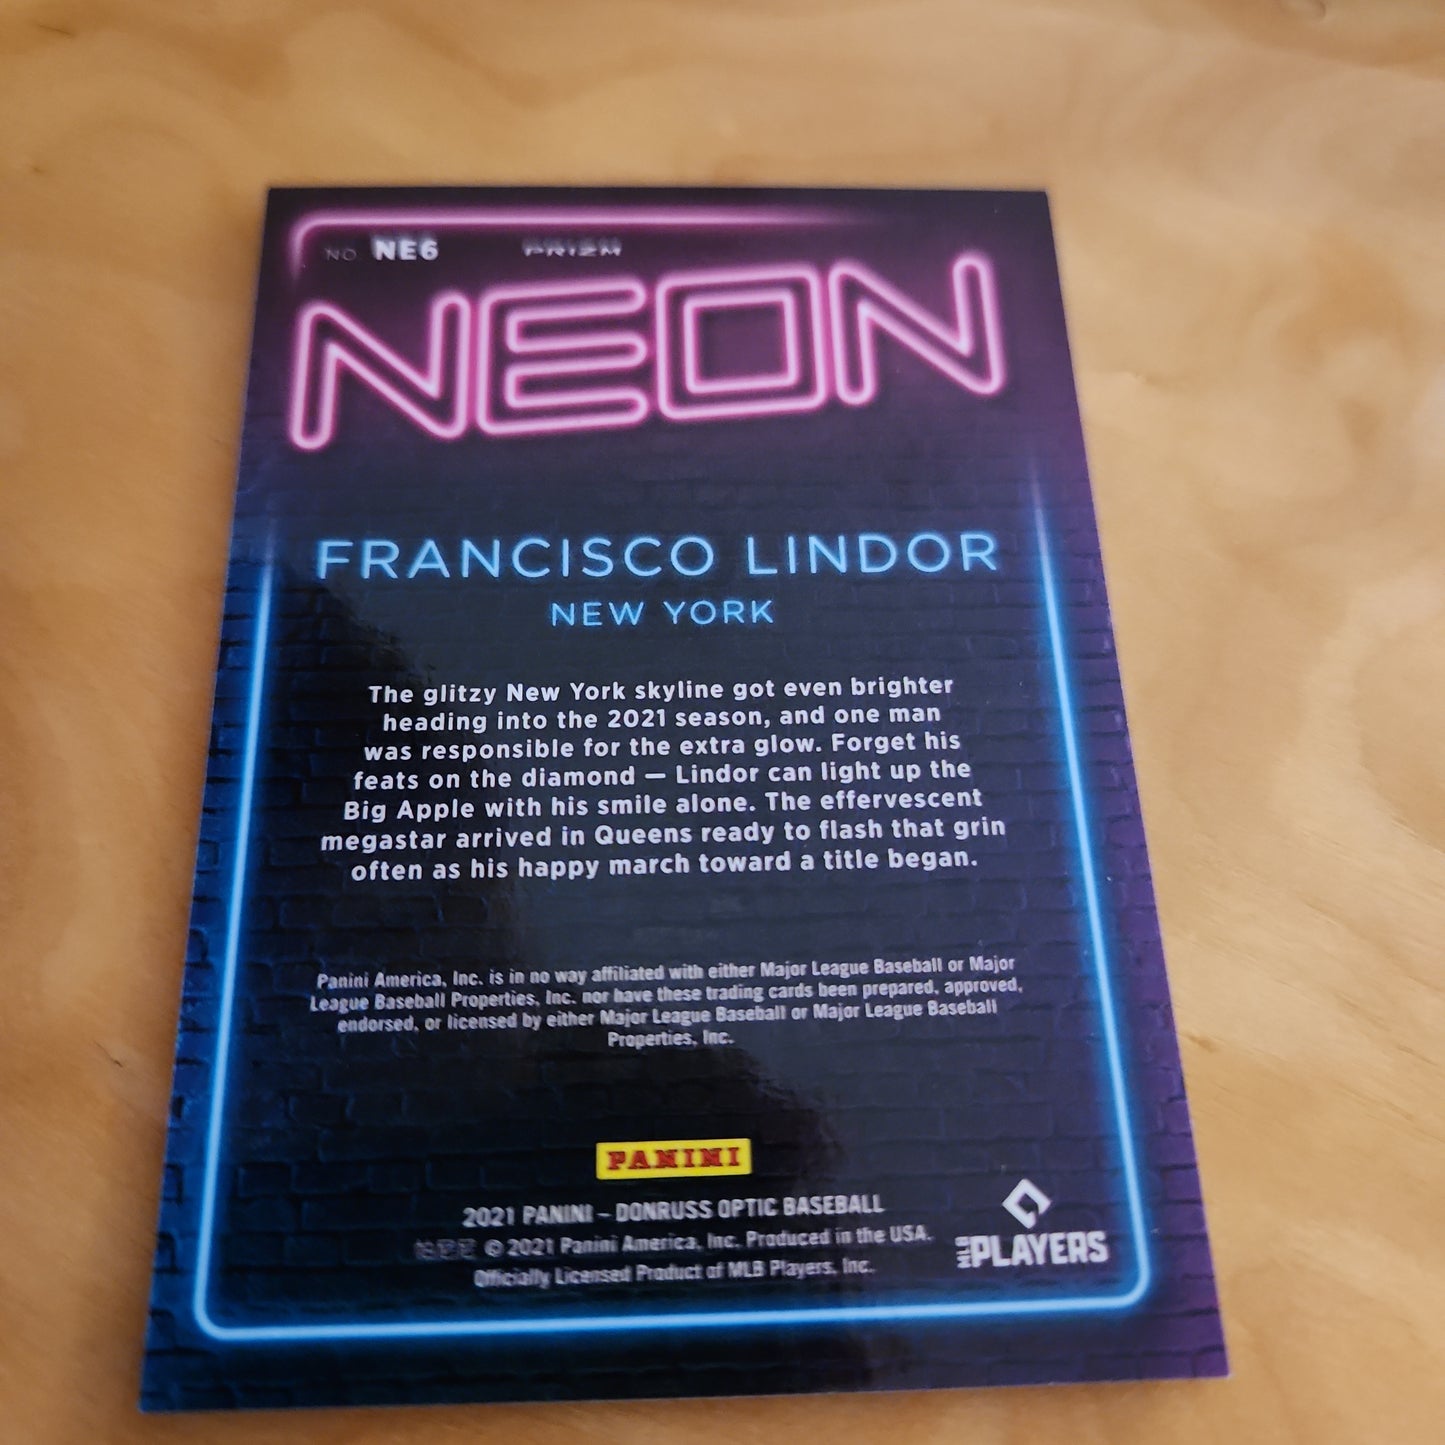 NO. NE6 PRIZM
NEON
FRANCISCO LINDOR
NEW YORK
The glitzy New York skyline got even brighter
heading into the 2021 season, and one man
was responsible for the extra glow. Forget his
feats on the diamond — Lindor can light up the
Big Apple with his smile alone. The effervescent
megastar arrived in Queens ready to flash that grin
often as his happy march toward a title began.
Panini America, Inc. is in no way affiliated with either Major League Baseball or Major
League Baseball Properties, Inc. nor have these trading cards been prepared, approved,
endorsed, or licensed by either Major League Baseball or Major League Baseball
Properties, Inc.
PANINI
2021 PANINI – DONRUSS OPTIC BASEBALL
© 2021 Panini America, Inc. Produced in the USA.
Officially Licensed Product of MLB Players, Inc.
MLB PLAYERS